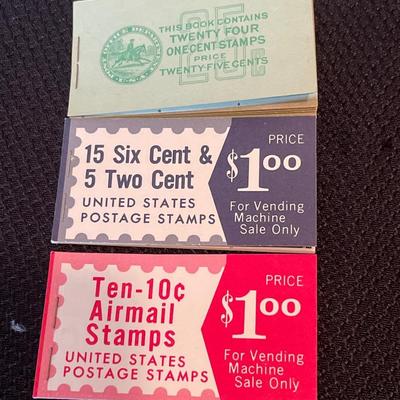 THIS BOOK CONTAINS
TWENTY FOUR
ONE CENT STAMPS
PRICE
TWENTY-FIVE CENTS
25c
15 Six Cent &
5 Two Cent
UNITED STATES
POSTAGE STAMPS
PRICE
$1.00
For Vending
Machine
Sale Only
Ten-10¢
Airmail
Stamps
UNITED STATES
POSTAGE STAMPS
PRICE
$1.00
For Vending
Machine
Sale Only